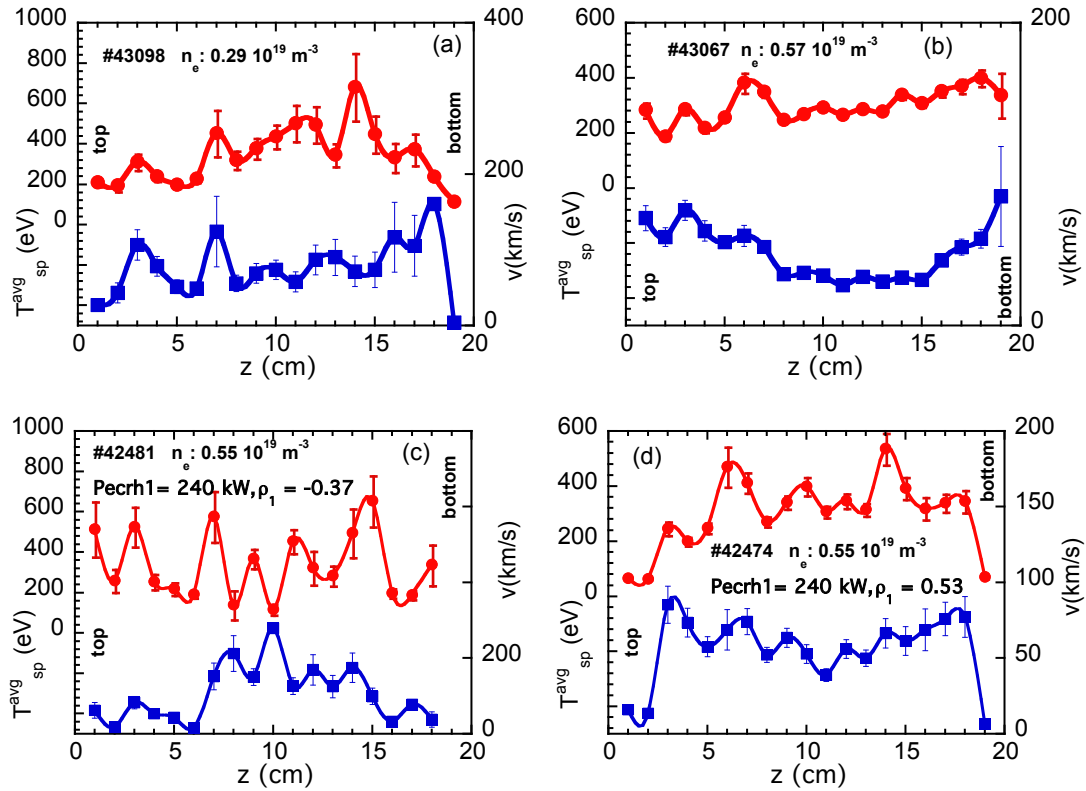 1000
800
600
400
200
0
T^avg_sp (eV)
#43098 n_e: 0.29 10^19 m^-3
(a)
top
bottom
400
200
0
v(km/s)
0 5 10 15 20
z (cm)
600
400
200
0
T^avg_sp (eV)
#43067 n_e: 0.57 10^19 m^-3
(b)
top
bottom
200
100
0
v(km/s)
0 5 10 15 20
z (cm)
1000
800
600
400
200
0
T^avg_sp (eV)
#42481 n_e: 0.55 10^19 m^-3
Pecrh1= 240 kW,ρ_1 = -0.37
(c)
top
bottom
200
0
v(km/s)
0 5 10 15 20
z (cm)
600
400
200
0
T^avg_sp (eV)
(d)
#42474 n_e: 0.55 10^19 m^-3
Pecrh1= 240 kW,ρ_1 = 0.53
top
bottom
200
150
100
50
0
v(km/s)
0 5 10 15 20
z (cm)